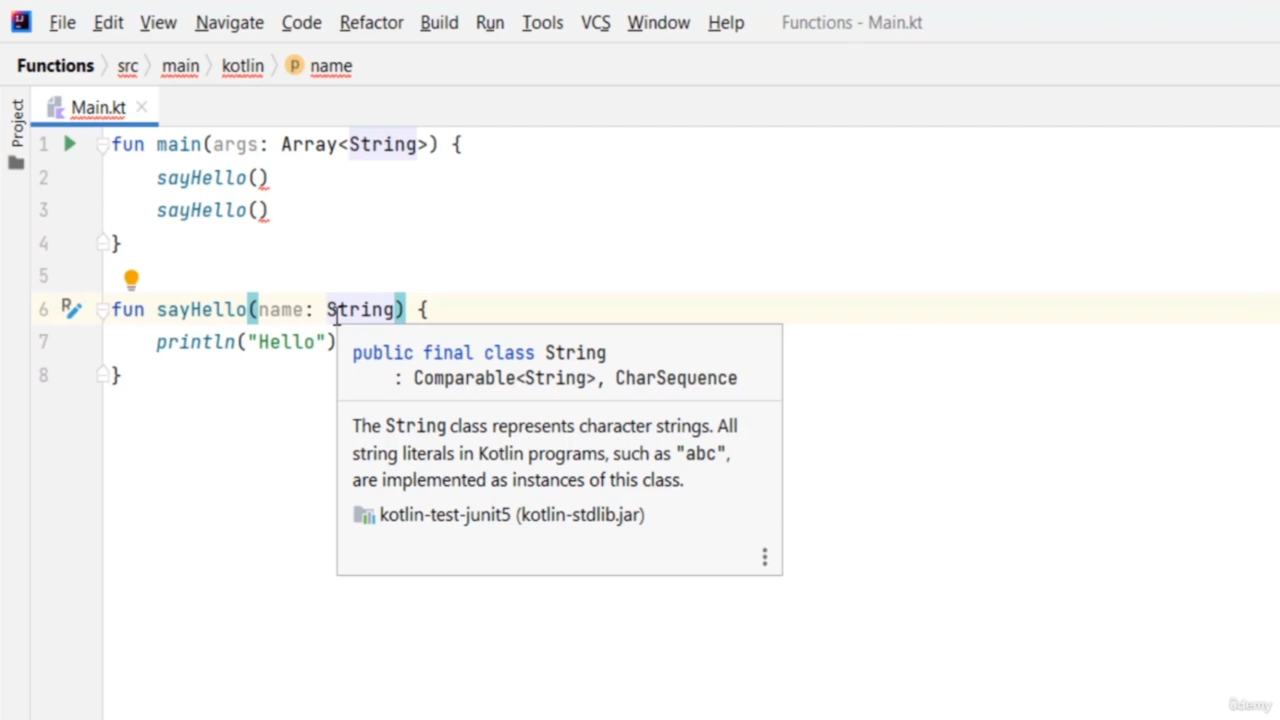 File Edit View Navigate Code Refactor Build Run Tools VCS Window Help Functions - Main.kt
Functions src main kotlin p name
Project
Main.kt
1 fun main(args: Array<String>) {
2 sayHello()
3 sayHello()
4 }
5
6 fun sayHello(name: String) {
7 println("Hello")
8 }
public final class String
: Comparable<String>, CharSequence
The String class represents character strings. All
string literals in Kotlin programs, such as "abc",
are implemented as instances of this class.
kotlin-test-junit5 (kotlin-stdlib.jar)
ûdemy